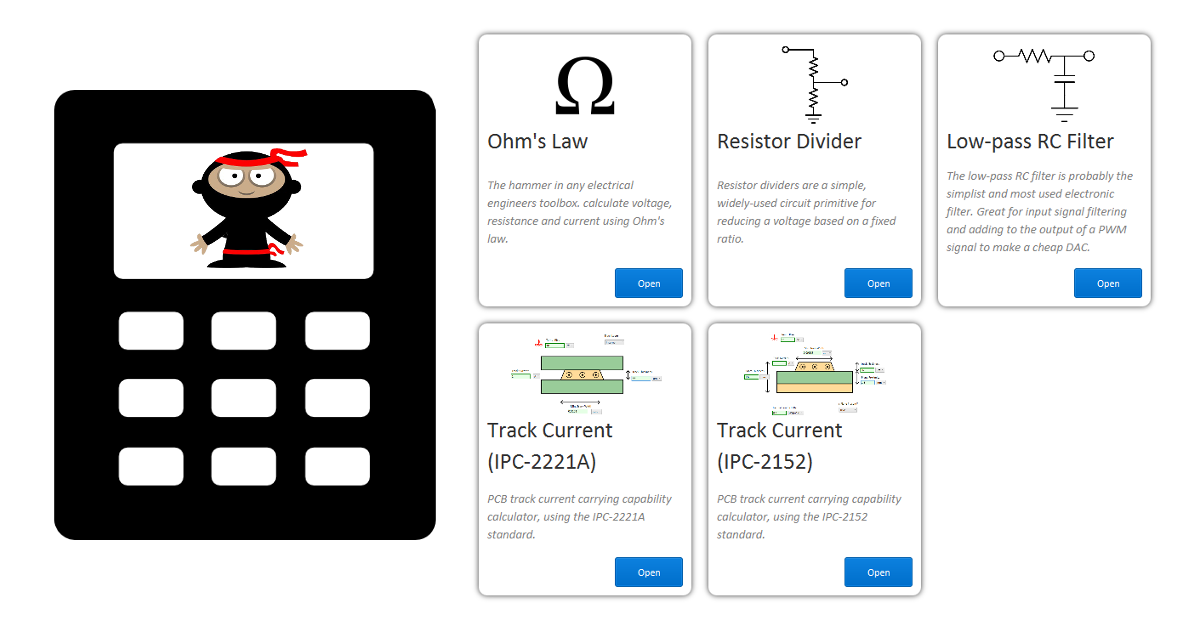 Ω
Ohm's Law
The hammer in any electrical
engineers toolbox. calculate voltage,
resistance and current using Ohm's
law.
Open
Resistor Divider
Resistor dividers are a simple,
widely-used circuit primitive for
reducing a voltage based on a fixed
ratio.
Open
Low-pass RC Filter
The low-pass RC filter is probably the
simplist and most used electronic
filter. Great for input signal filtering
and adding to the output of a PWM
signal to make a cheap DAC.
Open
Track Current
(IPC-2221A)
PCB track current carrying capability
calculator, using the IPC-2221A
standard.
Open
Track Current
(IPC-2152)
PCB track current carrying capability
calculator, using the IPC-2152
standard.
Open